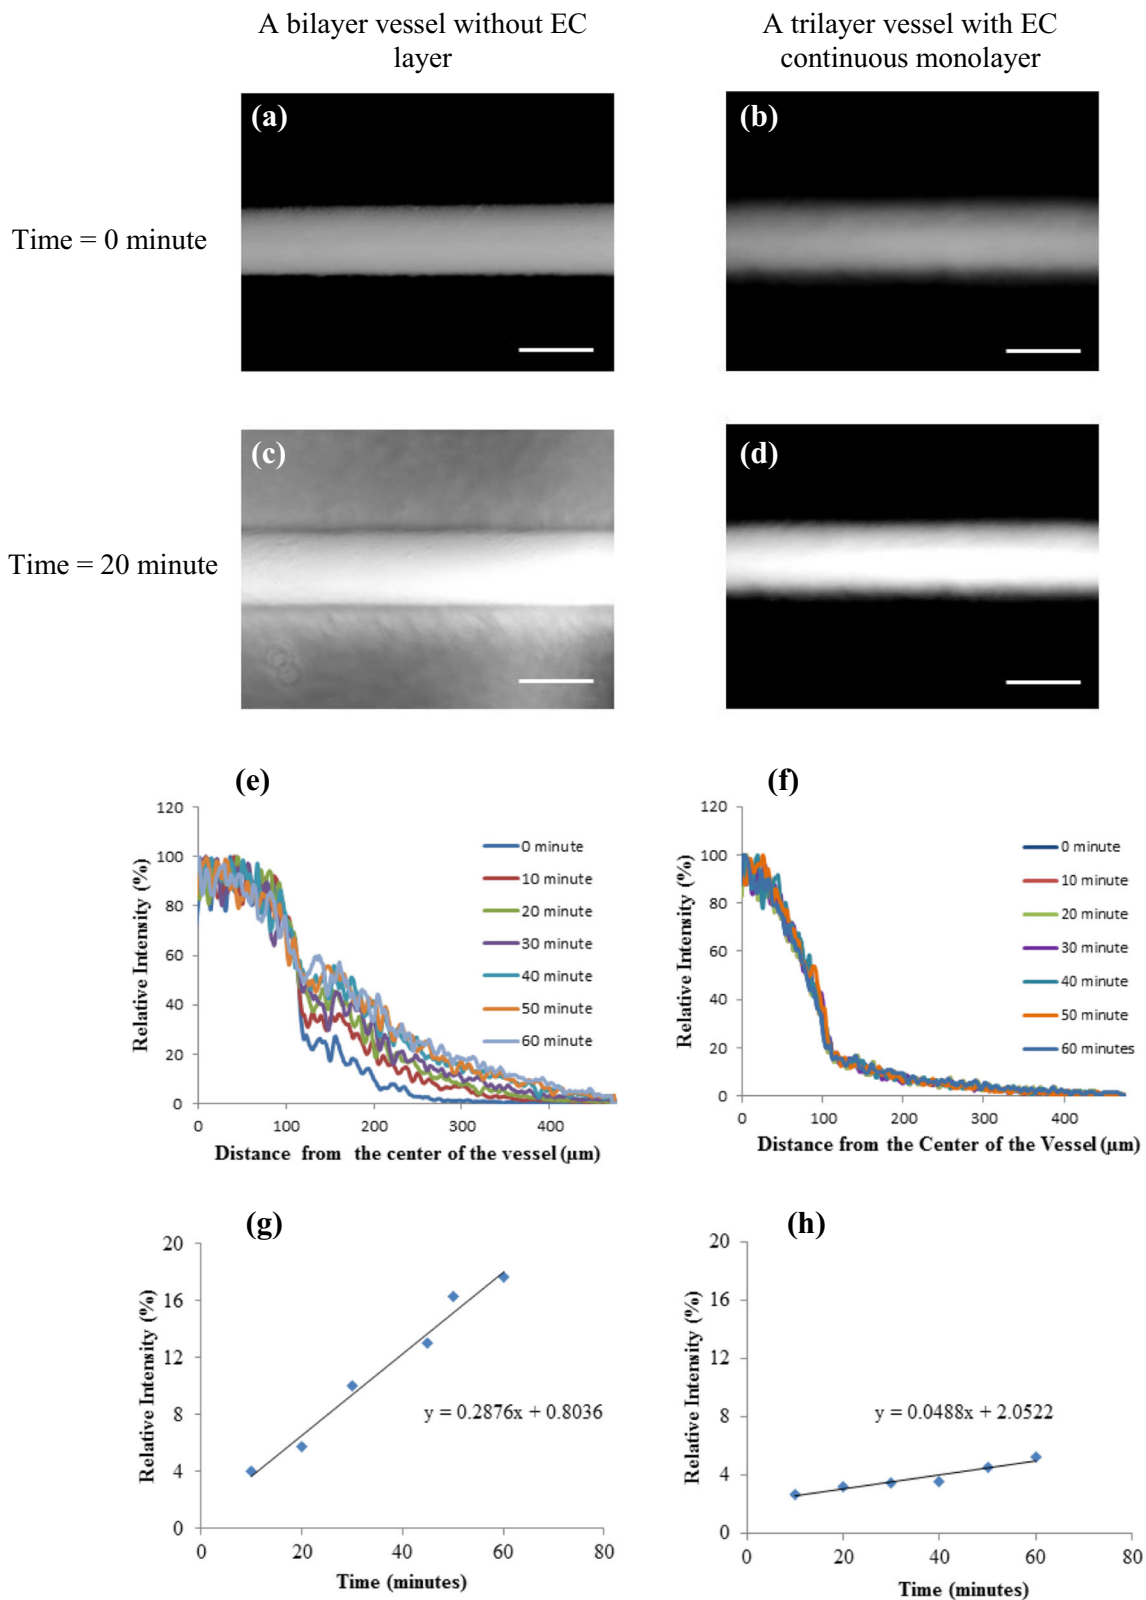 A bilayer vessel without EC
layer
A trilayer vessel with EC
continuous monolayer
(a)
(b)
Time = 0 minute
(c)
(d)
Time = 20 minute
(e)
120
100
80
60
40
20
0
Relative Intensity (%)
0 minute
10 minute
20 minute
30 minute
40 minute
50 minute
60 minute
0 100 200 300 400
Distance from the center of the vessel (µm)
(f)
120
100
80
60
40
20
0
Relative Intensity (%)
0 minute
10 minute
20 minute
30 minute
40 minute
50 minute
60 minutes
0 100 200 300 400
Distance from the Center of the Vessel (µm)
(g)
20
16
12
8
4
0
Relative Intensity (%)
y = 0.2876x + 0.8036
0 20 40 60 80
Time (minutes)
(h)
20
16
12
8
4
0
Relative Intensity (%)
y = 0.0488x + 2.0522
0 20 40 60 80
Time (minutes)